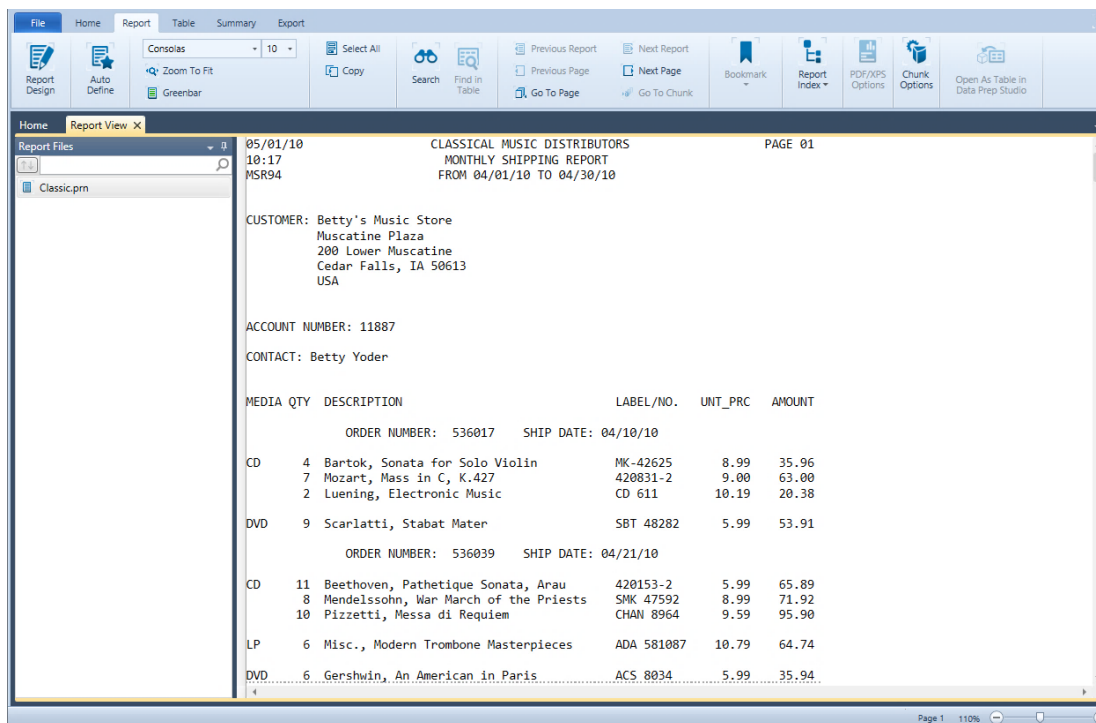 File Home Report Table Summary Export
Report Design
Auto Define
Consolas 10
Zoom To Fit
Greenbar
Select All
Copy
Search
Find in Table
Previous Report
Previous Page
Go To Page
Next Report
Next Page
Go To Chunk
Bookmark
Report Index
PDF/XPS Options
Chunk Options
Open As Table in Data Prep Studio
Home Report View X
Report Files
Classic.prn
05/01/10 CLASSICAL MUSIC DISTRIBUTORS PAGE 01
10:17 MONTHLY SHIPPING REPORT
MSR94 FROM 04/01/10 TO 04/30/10
CUSTOMER: Betty's Music Store
Muscatine Plaza
200 Lower Muscatine
Cedar Falls, IA 50613
USA
ACCOUNT NUMBER: 11887
CONTACT: Betty Yoder
MEDIA QTY DESCRIPTION LABEL/NO. UNT_PRC AMOUNT
ORDER NUMBER: 536017 SHIP DATE: 04/10/10
CD 4 Bartok, Sonata for Solo Violin MK-42625 8.99 35.96
7 Mozart, Mass in C, K.427 420831-2 9.00 63.00
2 Luening, Electronic Music CD 611 10.19 20.38
DVD 9 Scarlatti, Stabat Mater SBT 48282 5.99 53.91
ORDER NUMBER: 536039 SHIP DATE: 04/21/10
CD 11 Beethoven, Pathetique Sonata, Arau 420153-2 5.99 65.89
8 Mendelssohn, War March of the Priests SMK 47592 8.99 71.92
10 Pizzetti, Messa di Requiem CHAN 8964 9.59 95.90
LP 6 Misc., Modern Trombone Masterpieces ADA 581087 10.79 64.74
DVD 6 Gershwin, An American in Paris ACS 8034 5.99 35.94
Page 1 110%